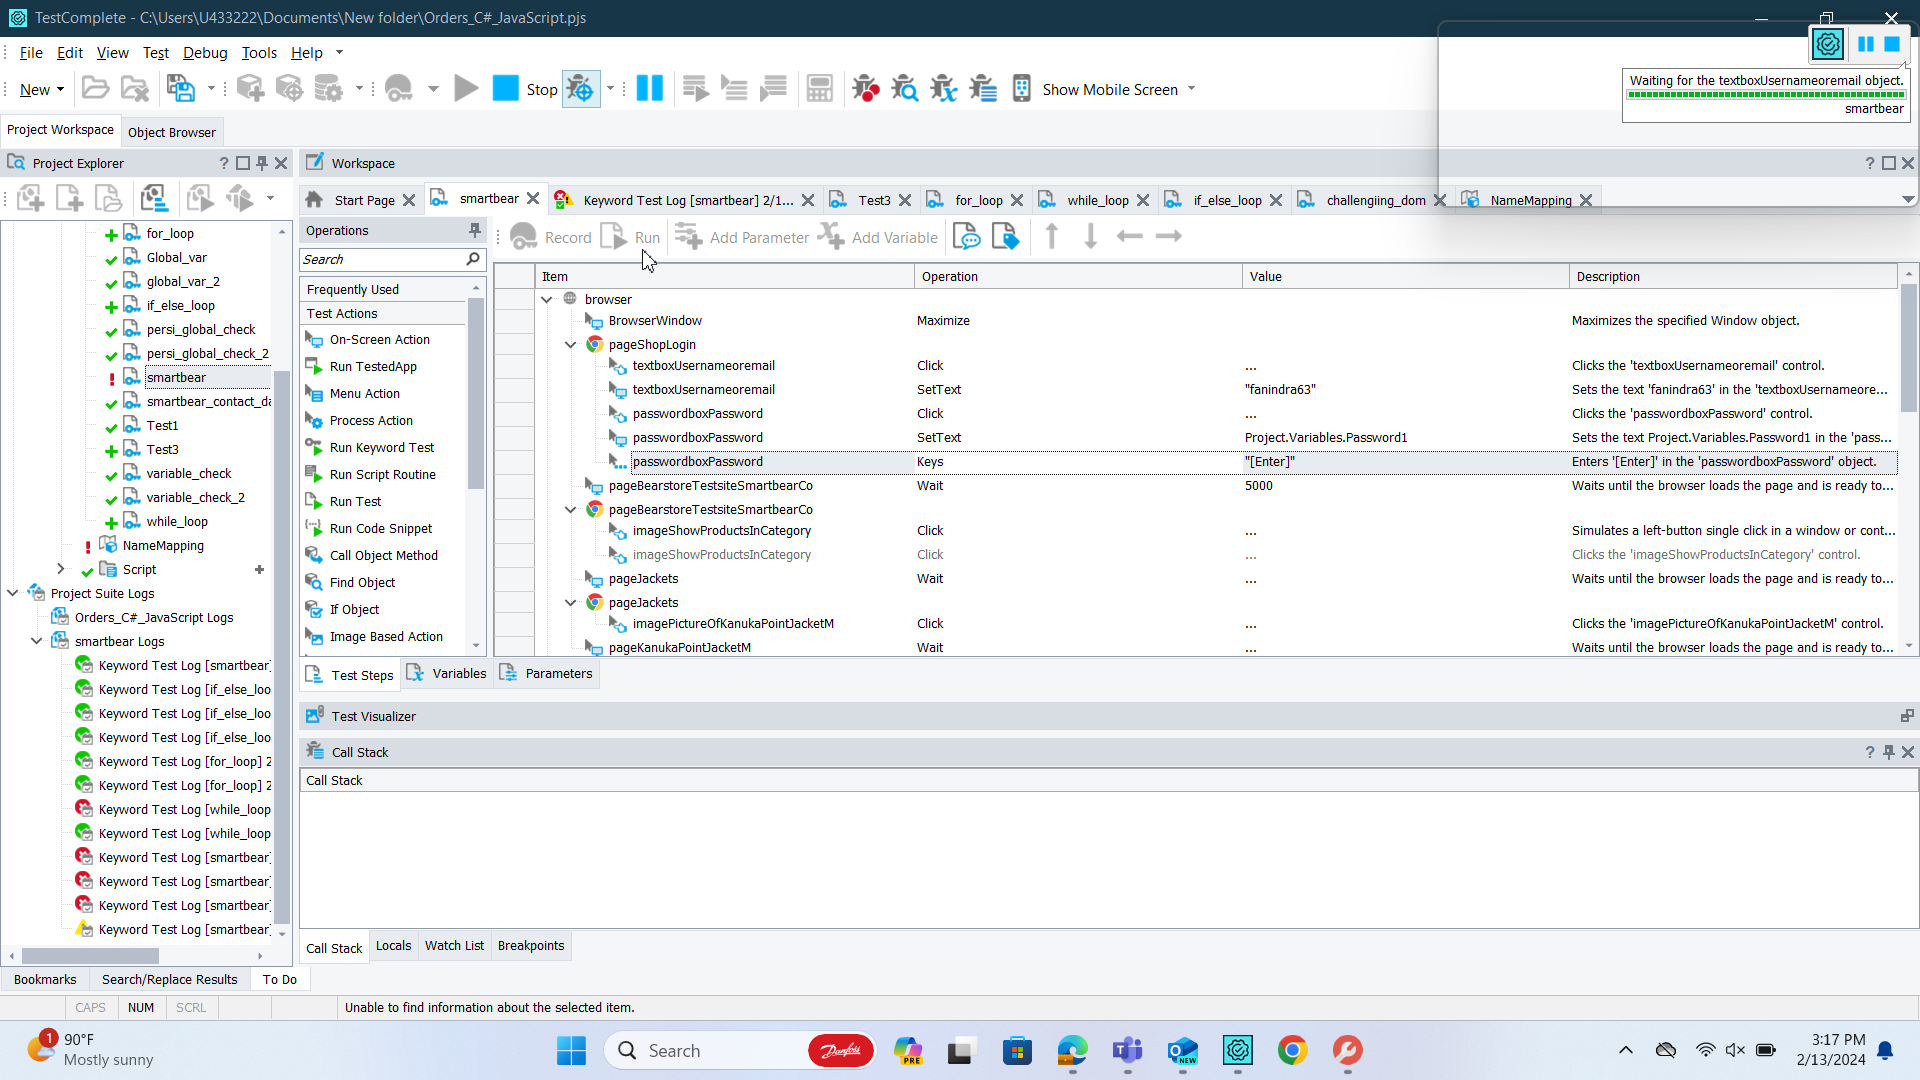 TestComplete - C:\Users\U433222\Documents\New folder\Orders_C#_JavaScript.pjs
File Edit View Test Debug Tools Help
Waiting for the textboxUsernameoremail object.
smartbear
New Stop Show Mobile Screen
Project Workspace Object Browser
Project Explorer
Workspace
Start Page smartbear Keyword Test Log [smartbear] 2/1... Test3 for_loop while_loop if_else_loop challengiing_dom NameMapping
Operations
Record Run Add Parameter Add Variable
Search
Frequently Used
Test Actions
On-Screen Action
Run TestedApp
Menu Action
Process Action
Run Keyword Test
Run Script Routine
Run Test
Run Code Snippet
Call Object Method
Find Object
If Object
Image Based Action
for_loop
Global_var
global_var_2
if_else_loop
persi_global_check
persi_global_check_2
smartbear
smartbear_contact_da
Test1
Test3
variable_check
variable_check_2
while_loop
NameMapping
Script
Project Suite Logs
Orders_C#_JavaScript Logs
smartbear Logs
Keyword Test Log [smartbear]
Keyword Test Log [if_else_loo
Keyword Test Log [if_else_loo
Keyword Test Log [if_else_loo
Keyword Test Log [for_loop] 2
Keyword Test Log [for_loop] 2
Keyword Test Log [while_loop
Keyword Test Log [while_loop
Keyword Test Log [smartbear]
Keyword Test Log [smartbear]
Keyword Test Log [smartbear]
Keyword Test Log [smartbear]
Item Operation Value Description
browser
BrowserWindow Maximize Maximizes the specified Window object.
pageShopLogin
textboxUsernameoremail Click ... Clicks the 'textboxUsernameoremail' control.
textboxUsernameoremail SetText "fanindra63" Sets the text 'fanindra63' in the 'textboxUsernameore...
passwordboxPassword Click ... Clicks the 'passwordboxPassword' control.
passwordboxPassword SetText Project.Variables.Password1 Sets the text Project.Variables.Password1 in the 'pass...
passwordboxPassword Keys "[Enter]" Enters '[Enter]' in the 'passwordboxPassword' object.
pageBearstoreTestsiteSmartbearCo Wait 5000 Waits until the browser loads the page and is ready to...
pageBearstoreTestsiteSmartbearCo
imageShowProductsInCategory Click ... Simulates a left-button single click in a window or cont...
imageShowProductsInCategory Click ... Clicks the 'imageShowProductsInCategory' control.
pageJackets Wait ... Waits until the browser loads the page and is ready to...
pageJackets
imagePictureOfKanukaPointJacketM Click ... Clicks the 'imagePictureOfKanukaPointJacketM' control.
pageKanukaPointJacketM Wait ... Waits until the browser loads the page and is ready to...
Test Steps Variables Parameters
Test Visualizer
Call Stack
Call Stack
Call Stack Locals Watch List Breakpoints
Bookmarks Search/Replace Results To Do
CAPS NUM SCRL Unable to find information about the selected item.
1
90°F
Mostly sunny
Search
Danfoss
PRE
NEW
3:17 PM
2/13/2024